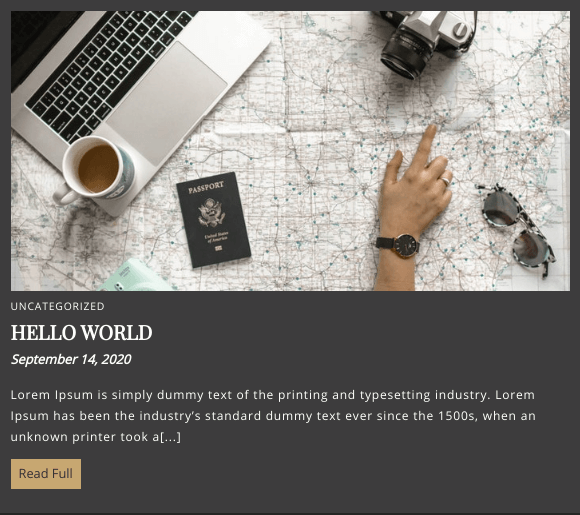 PASSPORT
United States
of America
UNCATEGORIZED
HELLO WORLD
September 14, 2020
Lorem Ipsum is simply dummy text of the printing and typesetting industry. Lorem
Ipsum has been the industry’s standard dummy text ever since the 1500s, when an
unknown printer took a[...]
Read Full